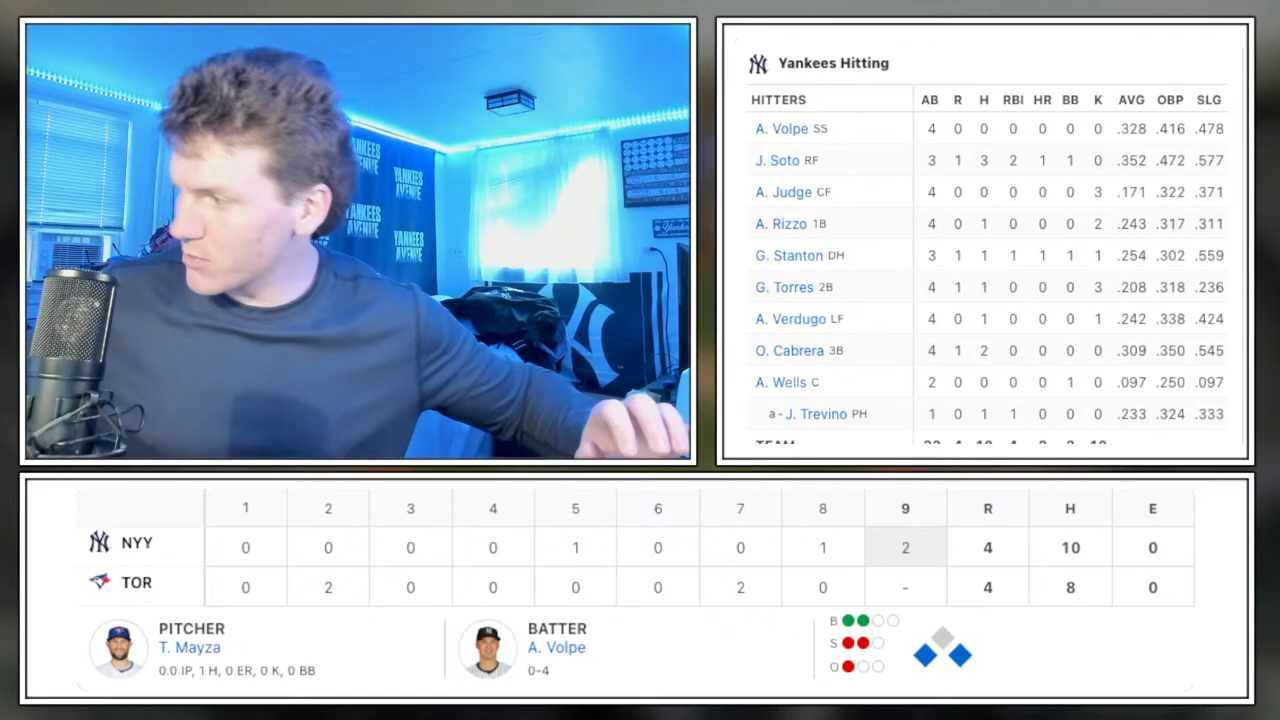 YANKEES
AVENUE
YANKEES
AVENUE
YANKEES
AVENUE
YANKEES
AVENUE
Yankees Hitting
HITTERS AB R H RBI HR BB K AVG OBP SLG
A. Volpe SS 4 0 0 0 0 0 0 .328 .416 .478
J. Soto RF 3 1 3 2 1 1 0 .352 .472 .577
A. Judge CF 4 0 0 0 0 0 3 .171 .322 .371
A. Rizzo 1B 4 0 1 0 0 0 2 .243 .317 .311
G. Stanton DH 3 1 1 1 1 1 1 .254 .302 .559
G. Torres 2B 4 1 1 0 0 0 3 .208 .318 .236
A. Verdugo LF 4 0 1 0 0 0 1 .242 .338 .424
O. Cabrera 3B 4 1 2 0 0 0 0 .309 .350 .545
A. Wells C 2 0 0 0 0 1 0 .097 .250 .097
a - J. Trevino PH 1 0 1 1 0 0 0 .233 .324 .333
1 2 3 4 5 6 7 8 9 R H E
NYY 0 0 0 0 1 0 0 1 2 4 10 0
TOR 0 2 0 0 0 0 2 0 - 4 8 0
PITCHER
T. Mayza
0.0 IP, 1 H, 0 ER, 0 K, 0 BB
BATTER
A. Volpe
0-4
B
S
O